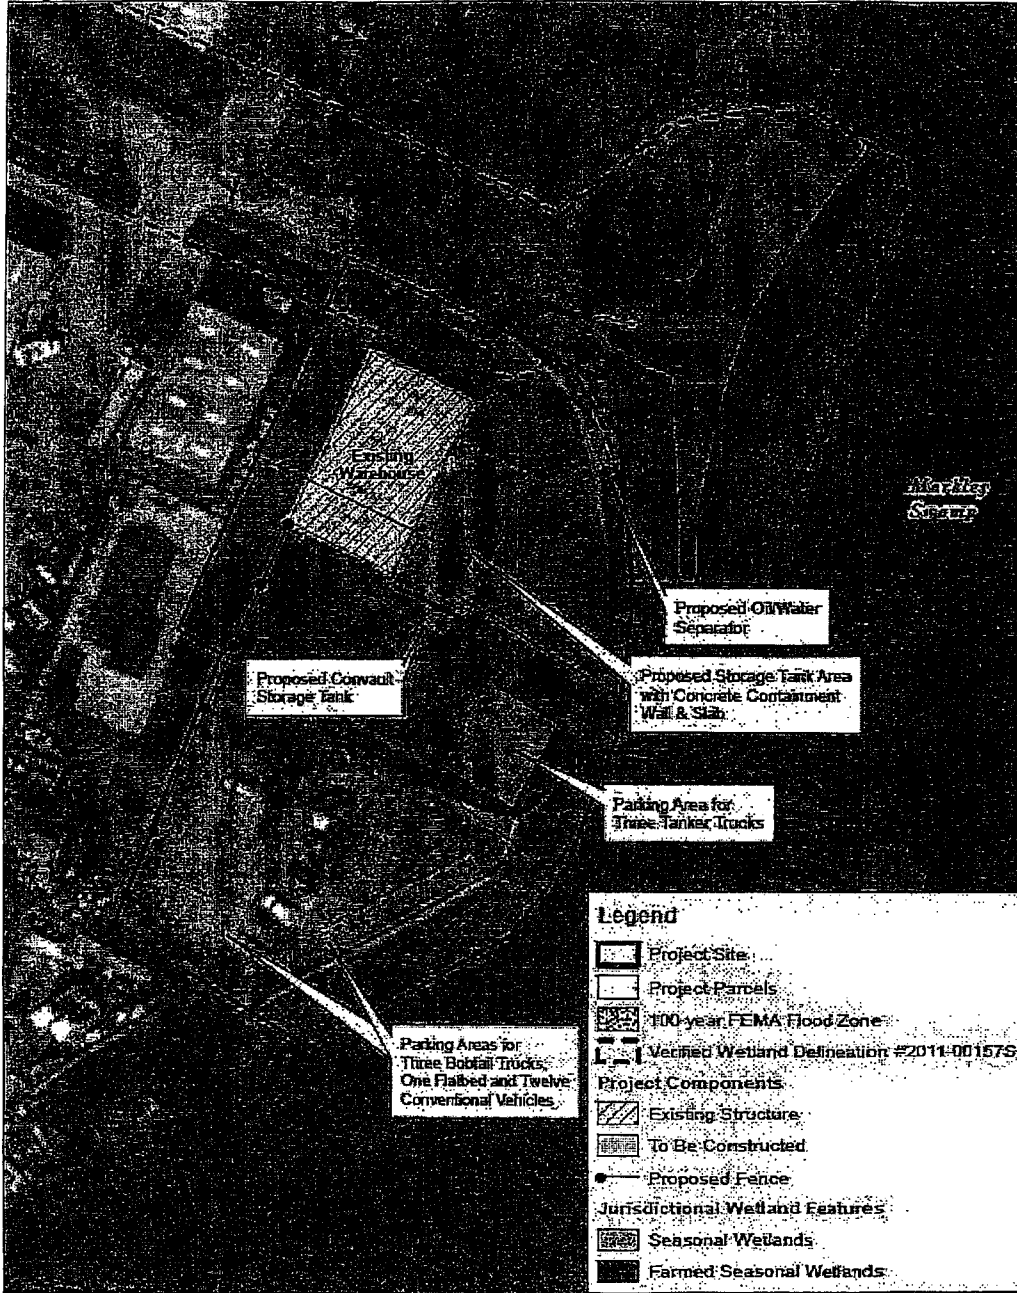 Existing
Warehouse
Markley
Swamp
Proposed Oil/Water
Separator
Proposed Storage Tank Area
with Concrete Containment
Wall & Slab
Proposed Convault
Storage Tank
Parking Area for
Three Tanker Trucks
Parking Areas for
Three Bobtail Trucks,
One Flatbed and Twelve
Conventional Vehicles
Legend
Project Site
Project Parcels
100-year FEMA Flood Zone
Verified Wetland Delineation #2011-00157S
Project Components
Existing Structure
To Be Constructed
Proposed Fence
Jurisdictional Wetland Features
Seasonal Wetlands
Farmed Seasonal Wetlands